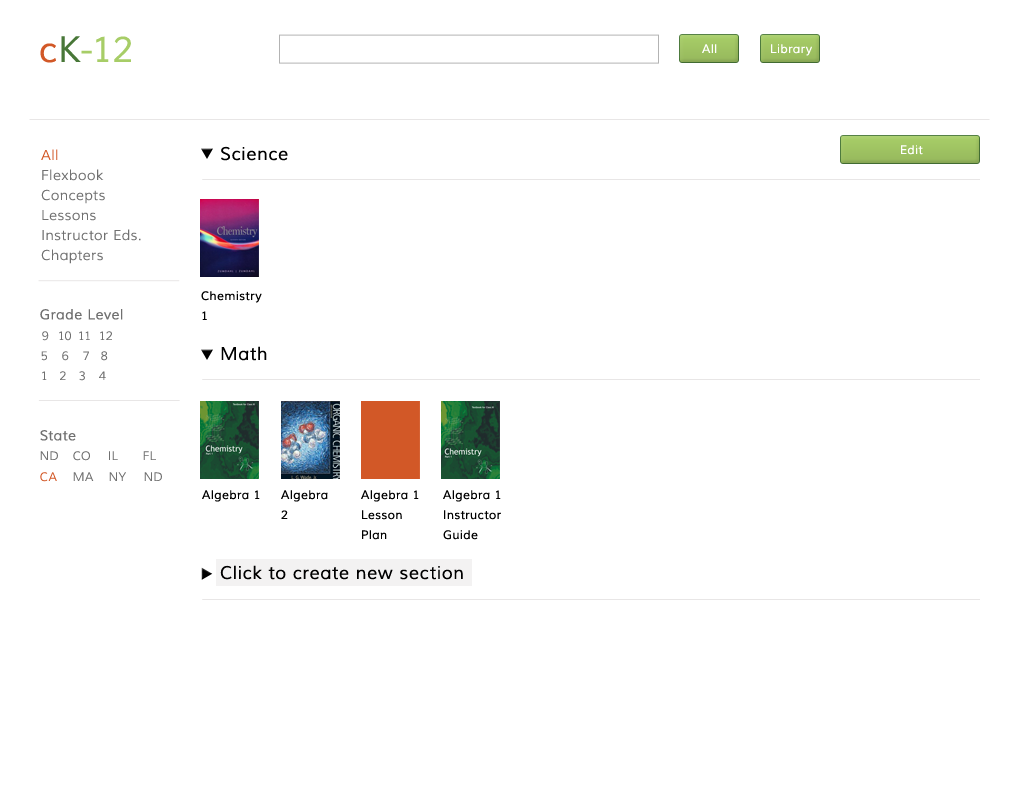 cK-12
All
Library
All
Flexbook
Concepts
Lessons
Instructor Eds.
Chapters
Grade Level
9 10 11 12
5 6 7 8
1 2 3 4
State
ND CO IL FL
CA MA NY ND
▼ Science
Edit
Chemistry
Chemistry
1
▼ Math
Chemistry
ORGANIC CHEMISTRY
Chemistry
Algebra 1
Algebra
2
Algebra 1
Lesson
Plan
Algebra 1
Instructor
Guide
▶ Click to create new section